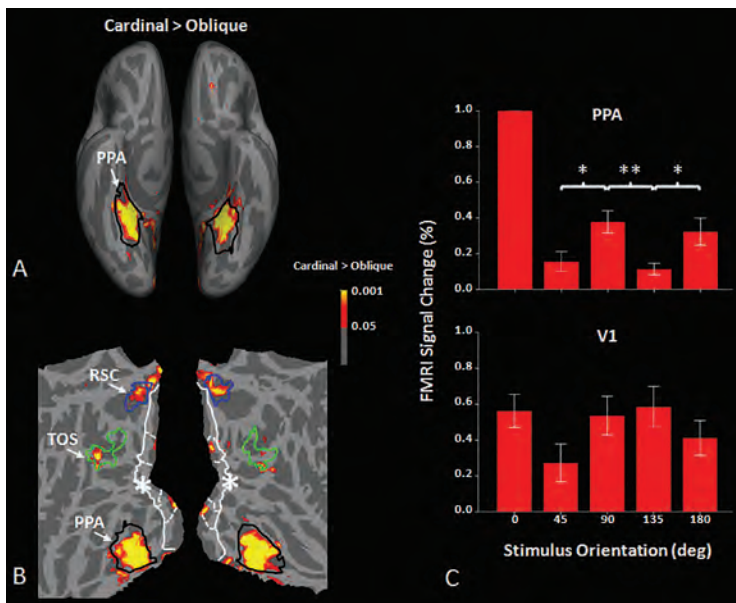 Cardinal > Oblique
PPA
A
Cardinal > Oblique
0.001
0.05
RSC
TOS
*
*
PPA
B
FMRI Signal Change (%)
1.0
0.8
0.6
0.4
0.2
0.0
PPA
* ** *
1.0
0.8
0.6
0.4
0.2
0.0
V1
0 45 90 135 180
Stimulus Orientation (deg)
C